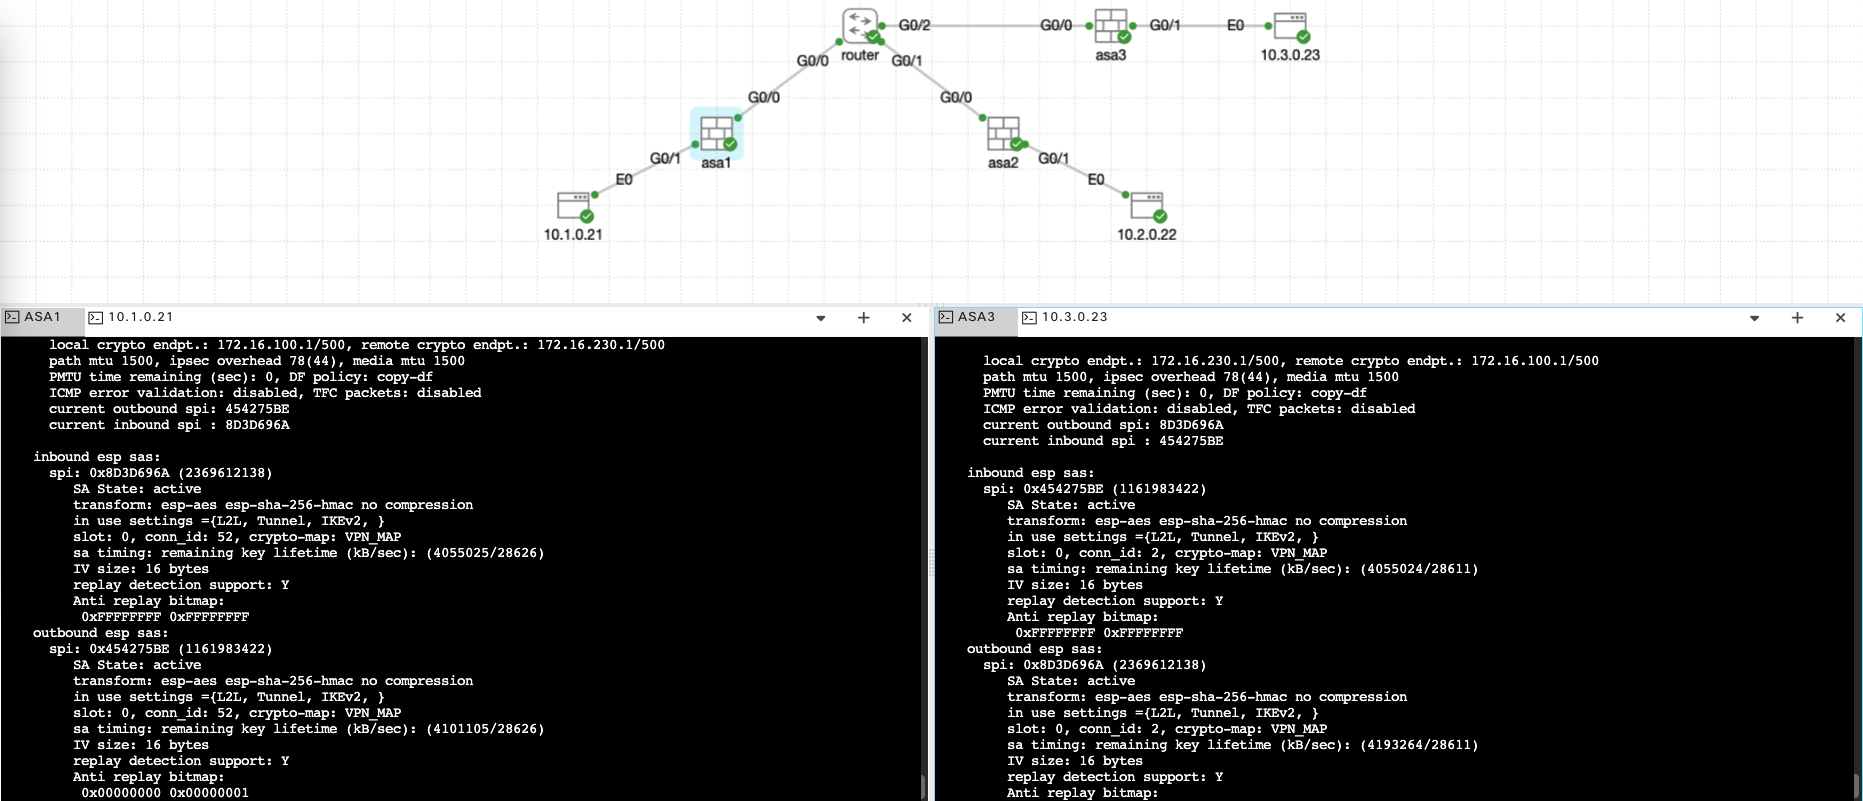 G0/2
G0/0
G0/1
E0
router
asa3
10.3.0.23
G0/0
G0/1
G0/0
G0/0
G0/1
asa1
asa2
G0/1
E0
E0
10.1.0.21
10.2.0.22
ASA1
10.1.0.21
local crypto endpt.: 172.16.100.1/500, remote crypto endpt.: 172.16.230.1/500
path mtu 1500, ipsec overhead 78(44), media mtu 1500
PMTU time remaining (sec): 0, DF policy: copy-df
ICMP error validation: disabled, TFC packets: disabled
current outbound spi: 454275BE
current inbound spi : 8D3D696A
inbound esp sas:
spi: 0x8D3D696A (2369612138)
SA State: active
transform: esp-aes esp-sha-256-hmac no compression
in use settings ={L2L, Tunnel, IKEv2, }
slot: 0, conn_id: 52, crypto-map: VPN_MAP
sa timing: remaining key lifetime (kB/sec): (4055025/28626)
IV size: 16 bytes
replay detection support: Y
Anti replay bitmap:
0xFFFFFFFF 0xFFFFFFFF
outbound esp sas:
spi: 0x454275BE (1161983422)
SA State: active
transform: esp-aes esp-sha-256-hmac no compression
in use settings ={L2L, Tunnel, IKEv2, }
slot: 0, conn_id: 52, crypto-map: VPN_MAP
sa timing: remaining key lifetime (kB/sec): (4101105/28626)
IV size: 16 bytes
replay detection support: Y
Anti replay bitmap:
0x00000000 0x00000001
ASA3
10.3.0.23
local crypto endpt.: 172.16.230.1/500, remote crypto endpt.: 172.16.100.1/500
path mtu 1500, ipsec overhead 78(44), media mtu 1500
PMTU time remaining (sec): 0, DF policy: copy-df
ICMP error validation: disabled, TFC packets: disabled
current outbound spi: 8D3D696A
current inbound spi : 454275BE
inbound esp sas:
spi: 0x454275BE (1161983422)
SA State: active
transform: esp-aes esp-sha-256-hmac no compression
in use settings ={L2L, Tunnel, IKEv2, }
slot: 0, conn_id: 2, crypto-map: VPN_MAP
sa timing: remaining key lifetime (kB/sec): (4055024/28611)
IV size: 16 bytes
replay detection support: Y
Anti replay bitmap:
0xFFFFFFFF 0xFFFFFFFF
outbound esp sas:
spi: 0x8D3D696A (2369612138)
SA State: active
transform: esp-aes esp-sha-256-hmac no compression
in use settings ={L2L, Tunnel, IKEv2, }
slot: 0, conn_id: 2, crypto-map: VPN_MAP
sa timing: remaining key lifetime (kB/sec): (4193264/28611)
IV size: 16 bytes
replay detection support: Y
Anti replay bitmap: